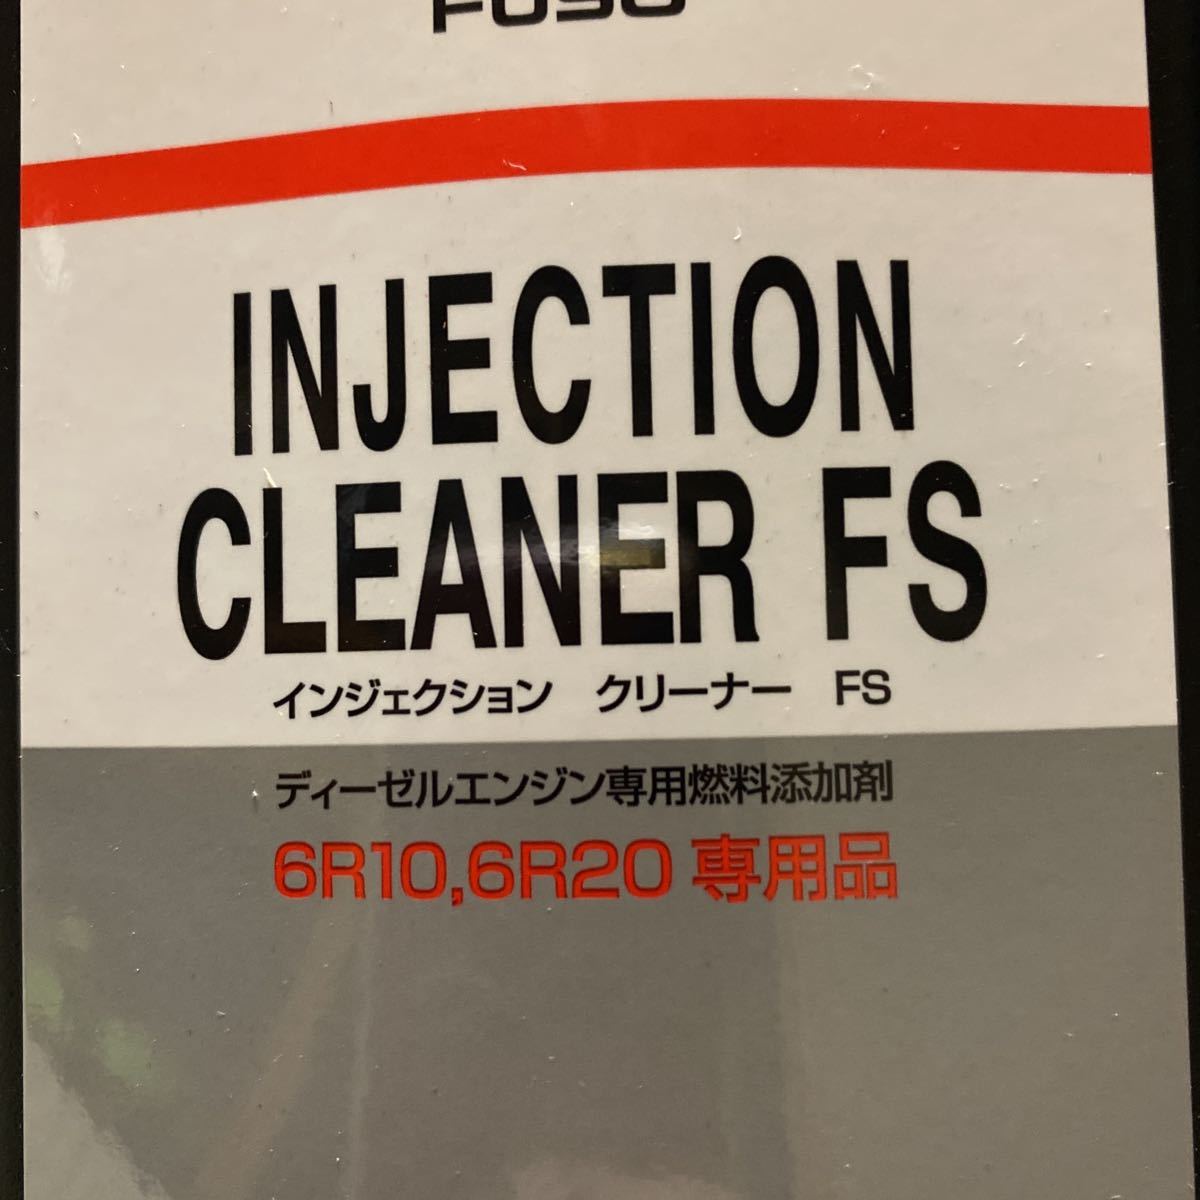 FUSO
INJECTION
CLEANER FS
インジェクション クリーナー FS
ディーゼルエンジン専用燃料添加剤
6R10,6R20 専用品